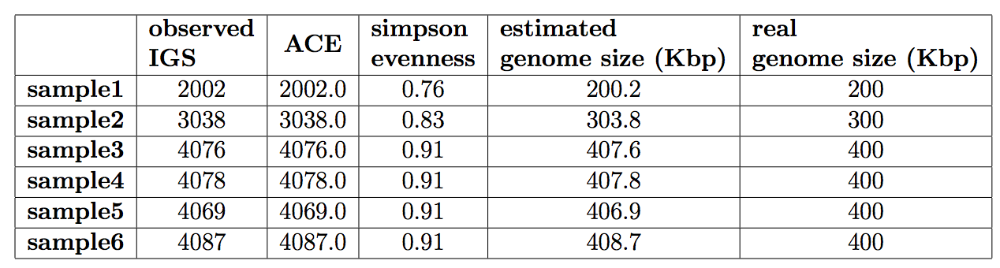 observed IGS ACE simpson evenness estimated genome size (Kbp) real genome size (Kbp)
sample1 2002 2002.0 0.76 200.2 200
sample2 3038 3038.0 0.83 303.8 300
sample3 4076 4076.0 0.91 407.6 400
sample4 4078 4078.0 0.91 407.8 400
sample5 4069 4069.0 0.91 406.9 400
sample6 4087 4087.0 0.91 408.7 400